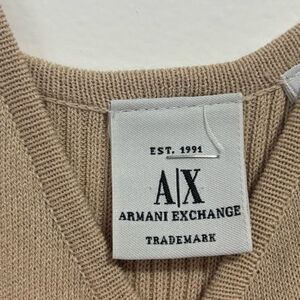 EST. 1991
A|X
ARMANI EXCHANGE
TRADEMARK